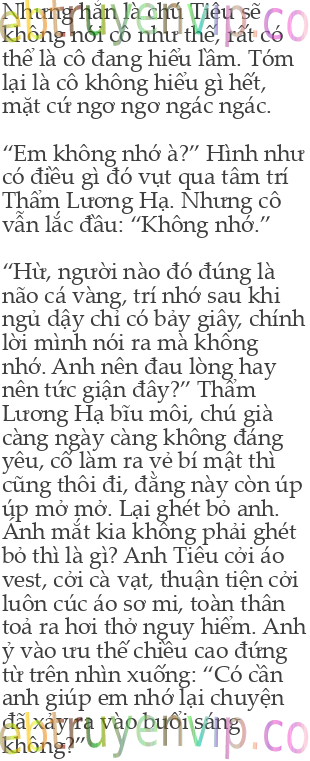 Nhưng hẳn là chú Tiêu sẽ
không nói cô như thế, rất có
thể là cô đang hiểu lầm. Tóm
lại là cô không hiểu gì hết,
mặt cứ ngơ ngơ ngác ngác.
“Em không nhớ à?” Hình như
có điều gì đó vụt qua tâm trí
Thẩm Lương Hạ. Nhưng cô
vẫn lắc đầu: “Không nhớ.”
“Hừ, người nào đó đúng là
não cá vàng, trí nhớ sau khi
ngủ dậy chỉ có bảy giây, chính
lời mình nói ra mà không
nhớ. Anh nên đau lòng hay
nên tức giận đây?” Thẩm
Lương Hạ bĩu môi, chú già
càng ngày càng không đáng
yêu, cố làm ra vẻ bí mật thì
cũng thôi đi, đằng này còn úp
úp mở mở. Lại ghét bỏ anh.
Ánh mắt kia không phải ghét
bỏ thì là gì? Anh Tiêu cởi áo
vest, cởi cà vạt, thuận tiện cởi
luôn cúc áo sơ mi, toàn thân
toả ra hơi thở nguy hiểm. Anh
ỷ vào ưu thế chiều cao đứng
từ trên nhìn xuống: “Có cần
anh giúp em nhớ lại chuyện
đã xảy ra vào buổi sáng
không?”
ebtruyenvip.co
ebtruyenvip.co